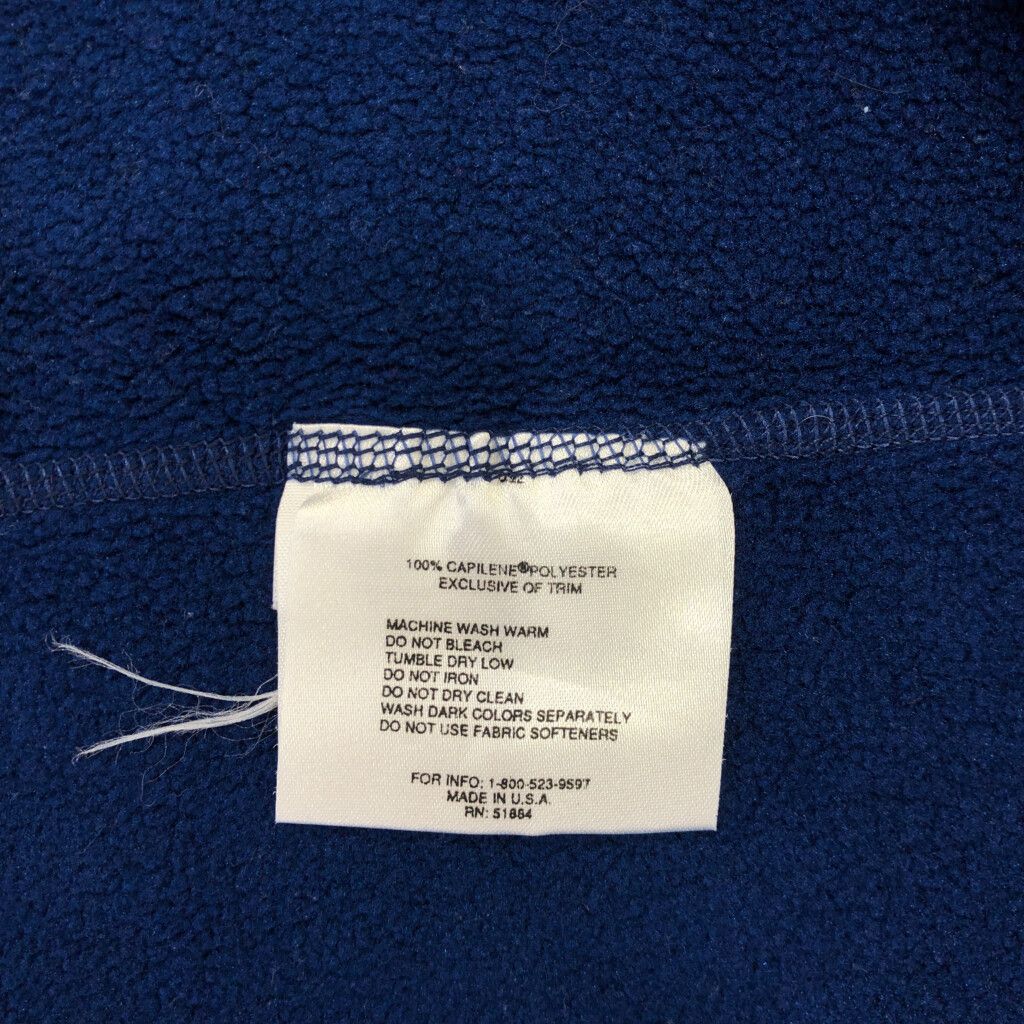 100% CAPILENE® POLYESTER
EXCLUSIVE OF TRIM
MACHINE WASH WARM
DO NOT BLEACH
TUMBLE DRY LOW
DO NOT IRON
DO NOT DRY CLEAN
WASH DARK COLORS SEPARATELY
DO NOT USE FABRIC SOFTENERS
FOR INFO: 1-800-523-9597
MADE IN U.S.A.
RN: 51884